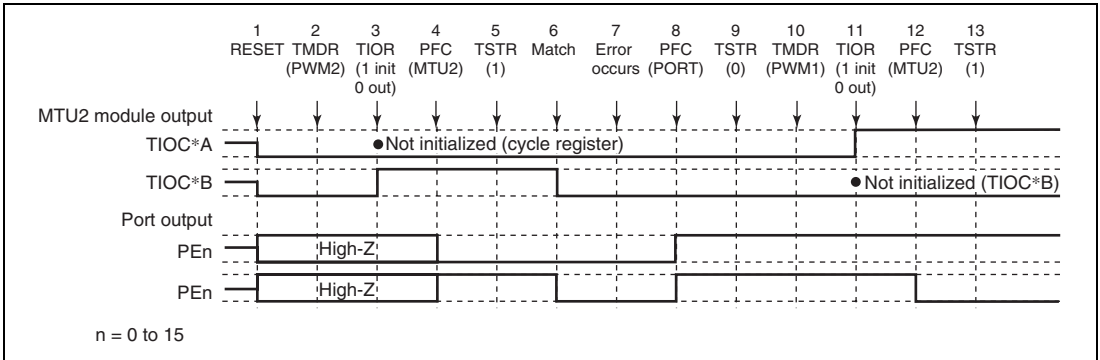 1 2 3 4 5 6 7 8 9 10 11 12 13
RESET TMDR TIOR PFC TSTR Match Error PFC TSTR TMDR TIOR PFC TSTR
(PWM2) (1 init (MTU2) (1) occurs (PORT) (0) (PWM1) (1 init (MTU2) (1)
0 out) 0 out)
MTU2 module output
TIOC*A ●Not initialized (cycle register)
TIOC*B ●Not initialized (TIOC*B)
Port output
PEn High-Z
PEn High-Z
n = 0 to 15